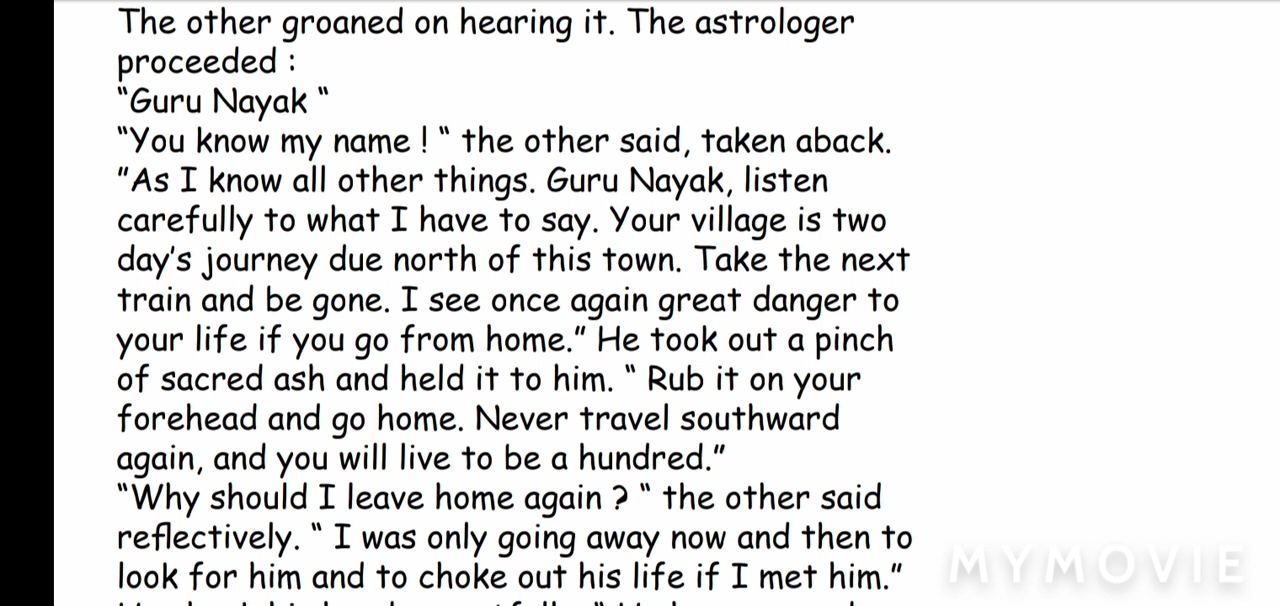 The other groaned on hearing it. The astrologer
proceeded :
"Guru Nayak "
"You know my name ! " the other said, taken aback.
"As I know all other things. Guru Nayak, listen
carefully to what I have to say. Your village is two
day's journey due north of this town. Take the next
train and be gone. I see once again great danger to
your life if you go from home." He took out a pinch
of sacred ash and held it to him. " Rub it on your
forehead and go home. Never travel southward
again, and you will live to be a hundred."
"Why should I leave home again ? " the other said
reflectively. " I was only going away now and then to
look for him and to choke out his life if I met him."
MYMOVIE